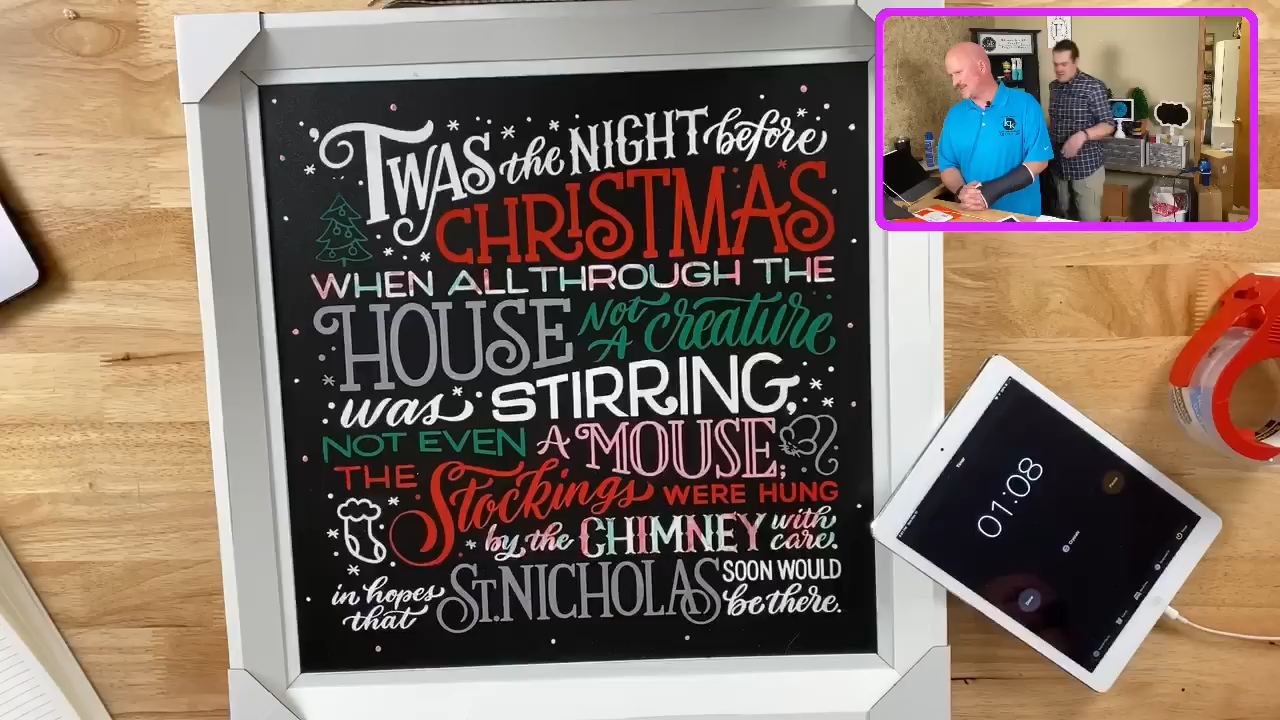 'TWAS the NIGHT before
CHRISTMAS
WHEN ALL THROUGH THE
HOUSE Not A creature
was STIRRING,
NOT EVEN A MOUSE;
THE Stockings WERE HUNG
by the CHIMNEY with care.
in hopes that ST. NICHOLAS SOON WOULD be there.
01:08